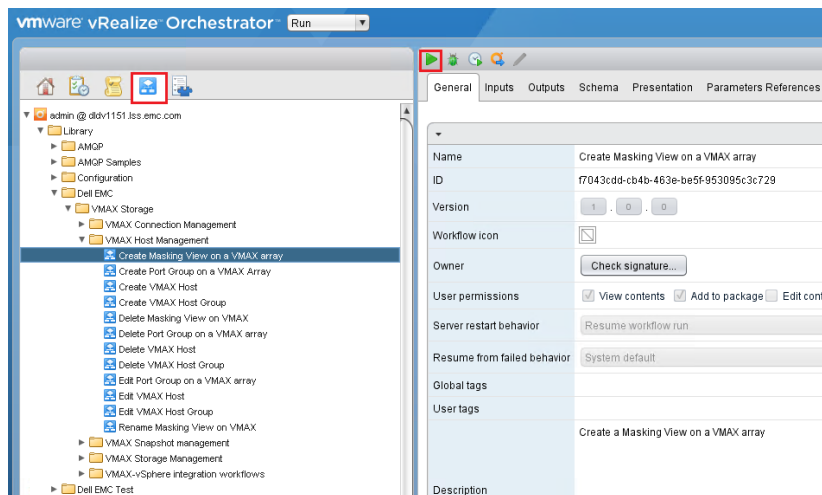 vmware vRealize Orchestrator Run
admin @ dldv1151.lss.emc.com
Library
AMQP
AMQP Samples
Configuration
Dell EMC
VMAX Storage
VMAX Connection Management
VMAX Host Management
Create Masking View on a VMAX array
Create Port Group on a VMAX Array
Create VMAX Host
Create VMAX Host Group
Delete Masking View on VMAX
Delete Port Group on a VMAX array
Delete VMAX Host
Delete VMAX Host Group
Edit Port Group on a VMAX array
Edit VMAX Host
Edit VMAX Host Group
Rename Masking View on VMAX
VMAX Snapshot management
VMAX Storage Management
VMAX-vSphere integration workflows
Dell EMC Test
General Inputs Outputs Schema Presentation Parameters References
Name Create Masking View on a VMAX array
ID f7043cdd-cb4b-463e-be5f-953095c3c729
Version 1 . 0 . 0
Workflow icon
Owner Check signature...
User permissions View contents Add to package Edit cont
Server restart behavior Resume workflow run
Resume from failed behavior System default
Global tags
User tags
Create a Masking View on a VMAX array
Description